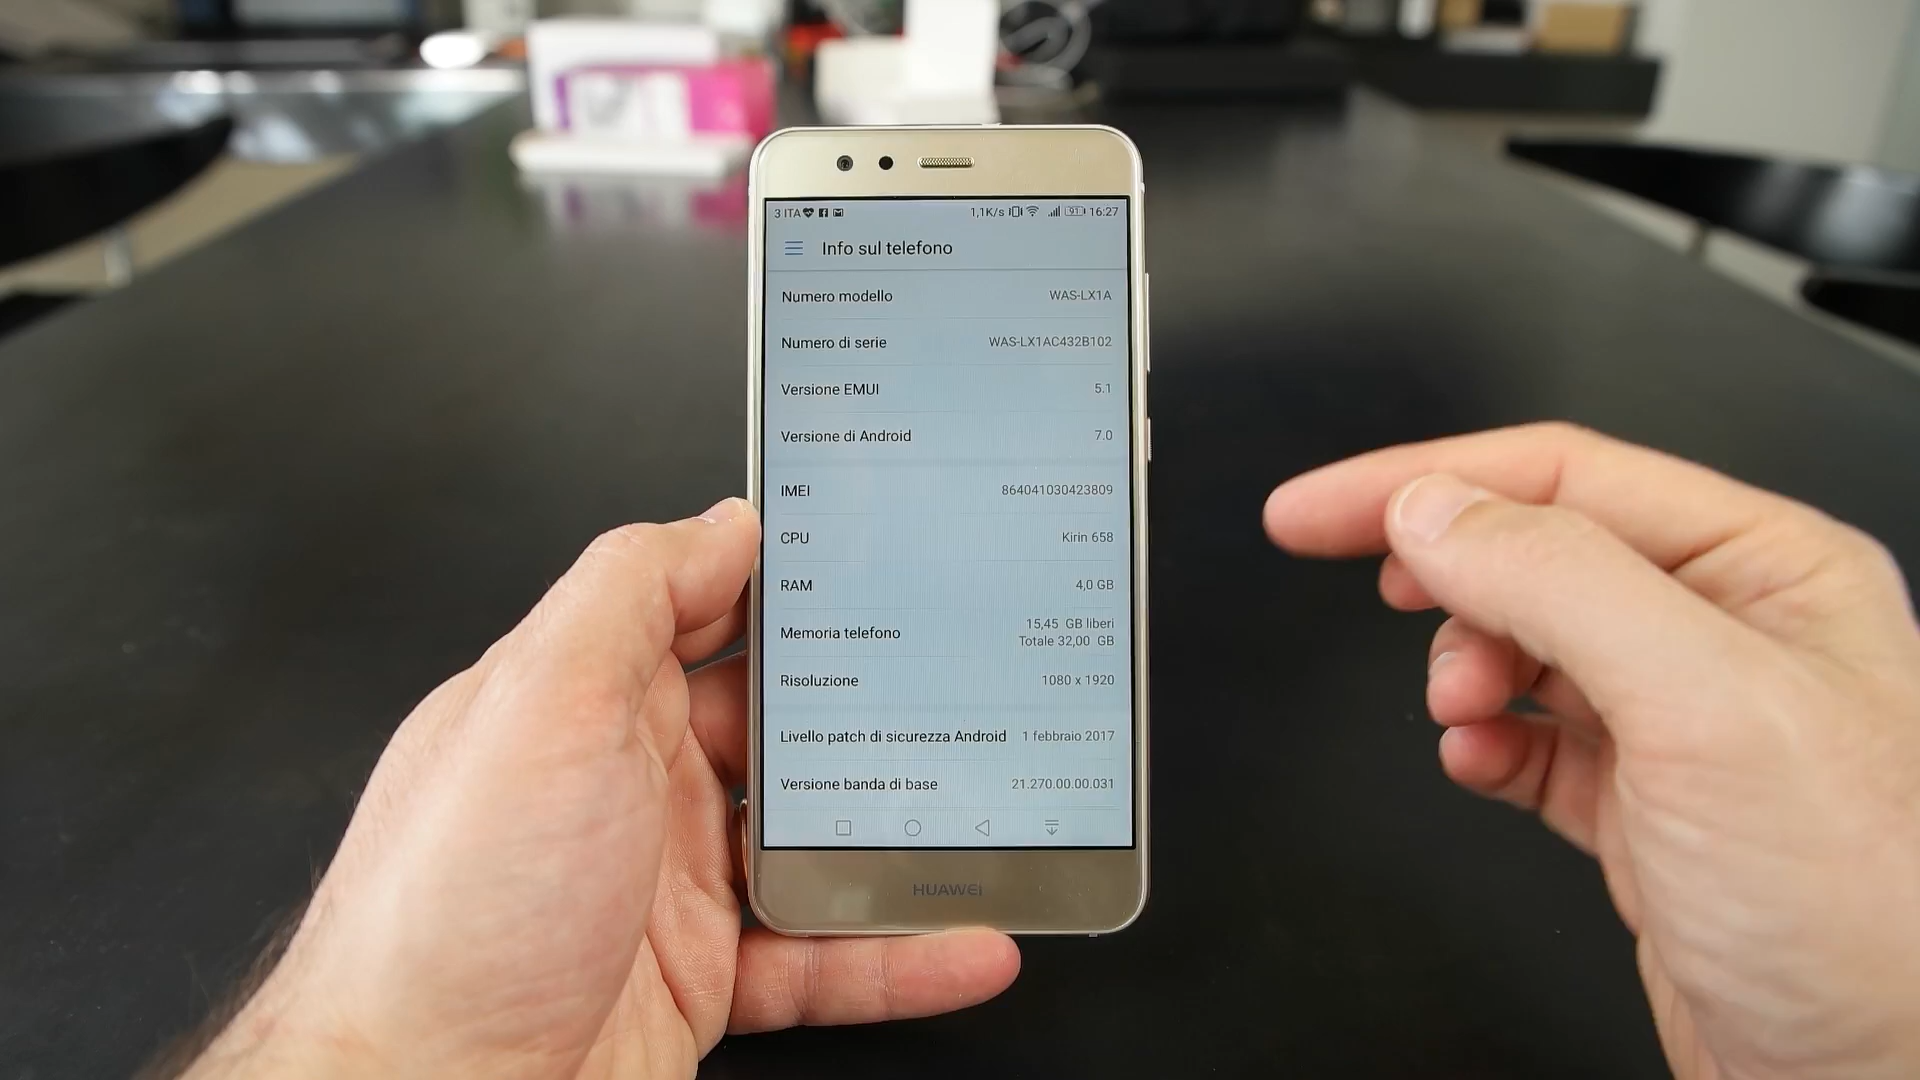 3 ITA 1,1K/s 91 16:27
Info sul telefono
Numero modello WAS-LX1A
Numero di serie WAS-LX1AC432B102
Versione EMUI 5.1
Versione di Android 7.0
IMEI 864041030423809
CPU Kirin 658
RAM 4,0 GB
Memoria telefono 15,45 GB liberi
Totale 32,00 GB
Risoluzione 1080 x 1920
Livello patch di sicurezza Android 1 febbraio 2017
Versione banda di base 21.270.00.00.031
HUAWEI